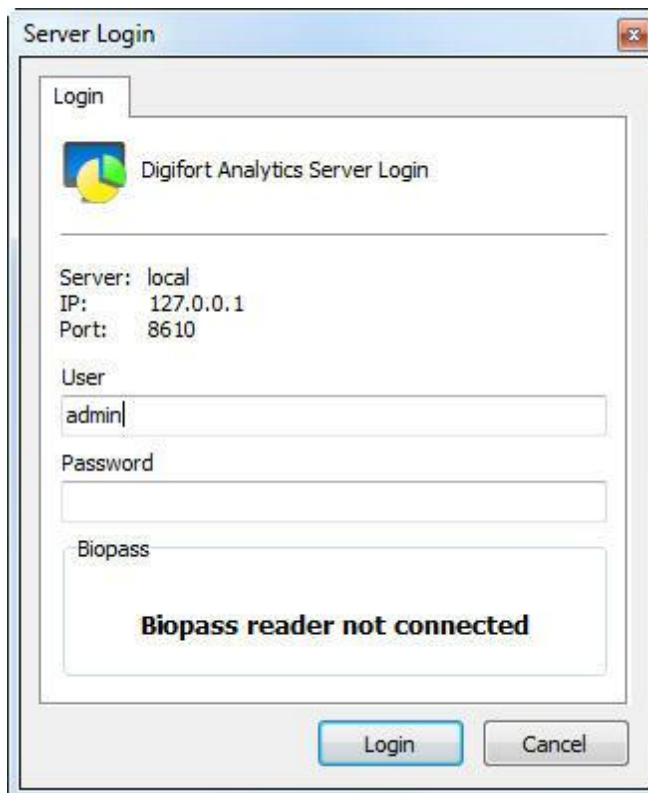 Server Login
Login
Digifort Analytics Server Login
Server: local
IP: 127.0.0.1
Port: 8610
User
admin
Password
Biopass
Biopass reader not connected
Login Cancel